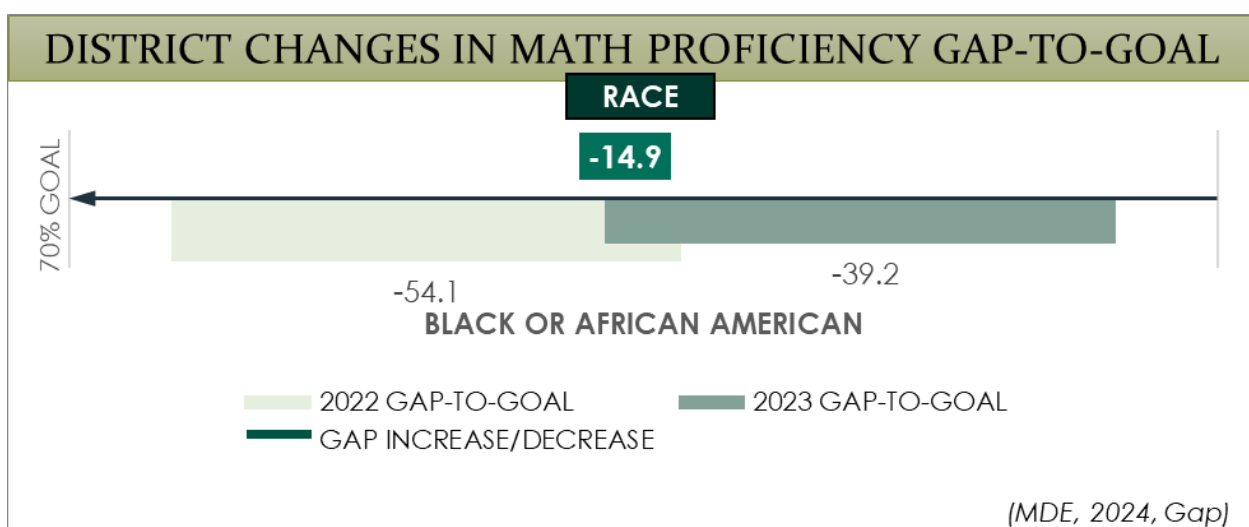 DISTRICT CHANGES IN MATH PROFICIENCY GAP-TO-GOAL
RACE
-14.9
70% GOAL
-54.1
-39.2
BLACK OR AFRICAN AMERICAN
2022 GAP-TO-GOAL
2023 GAP-TO-GOAL
GAP INCREASE/DECREASE
(MDE, 2024, Gap)